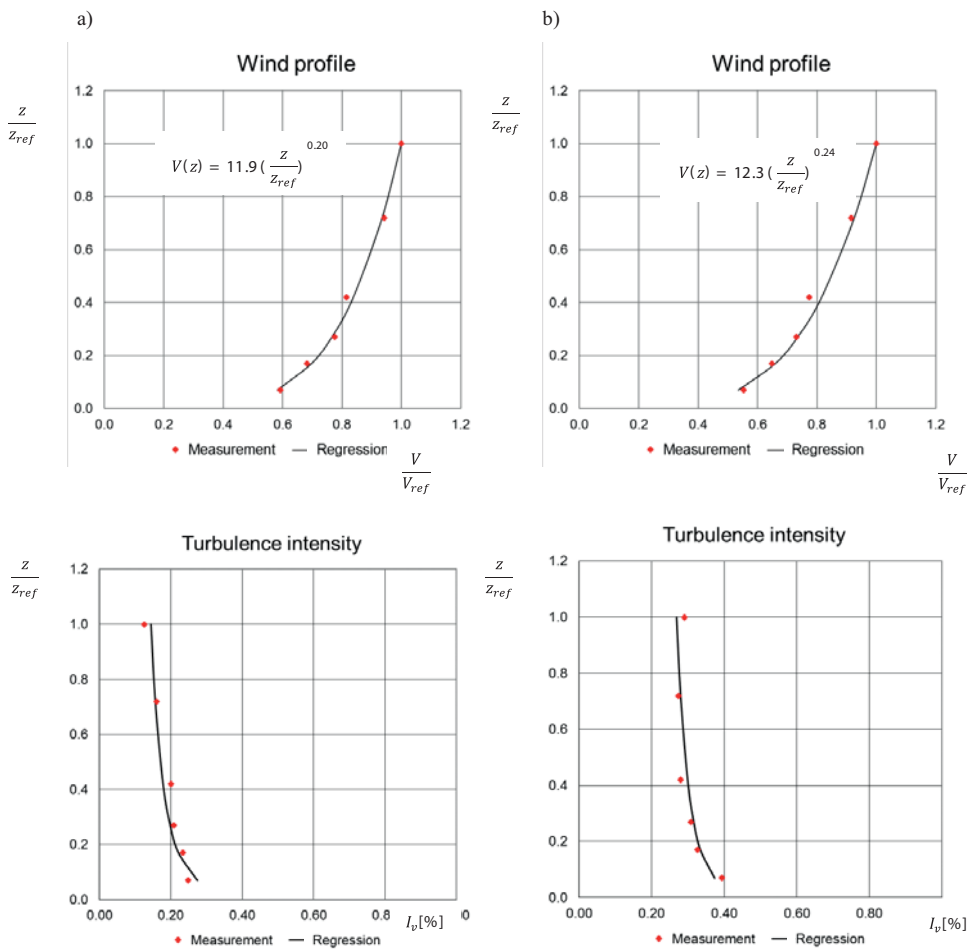 a)
Wind profile
z/z_ref
V(z) = 11.9 (z/z_ref)^0.20
1.2
1.0
0.8
0.6
0.4
0.2
0.0
0.0 0.2 0.4 0.6 0.8 1.0 1.2
Measurement Regression
V/V_ref
b)
Wind profile
z/z_ref
V(z) = 12.3 (z/z_ref)^0.24
1.2
1.0
0.8
0.6
0.4
0.2
0.0
0.0 0.2 0.4 0.6 0.8 1.0 1.2
Measurement Regression
V/V_ref
Turbulence intensity
z/z_ref
1.2
1.0
0.8
0.6
0.4
0.2
0.0
0.00 0.20 0.40 0.60 0.80 I_v[%] 0
Measurement Regression
Turbulence intensity
z/z_ref
1.2
1.0
0.8
0.6
0.4
0.2
0.0
0.00 0.20 0.40 0.60 0.80 I_v[%]
Measurement Regression